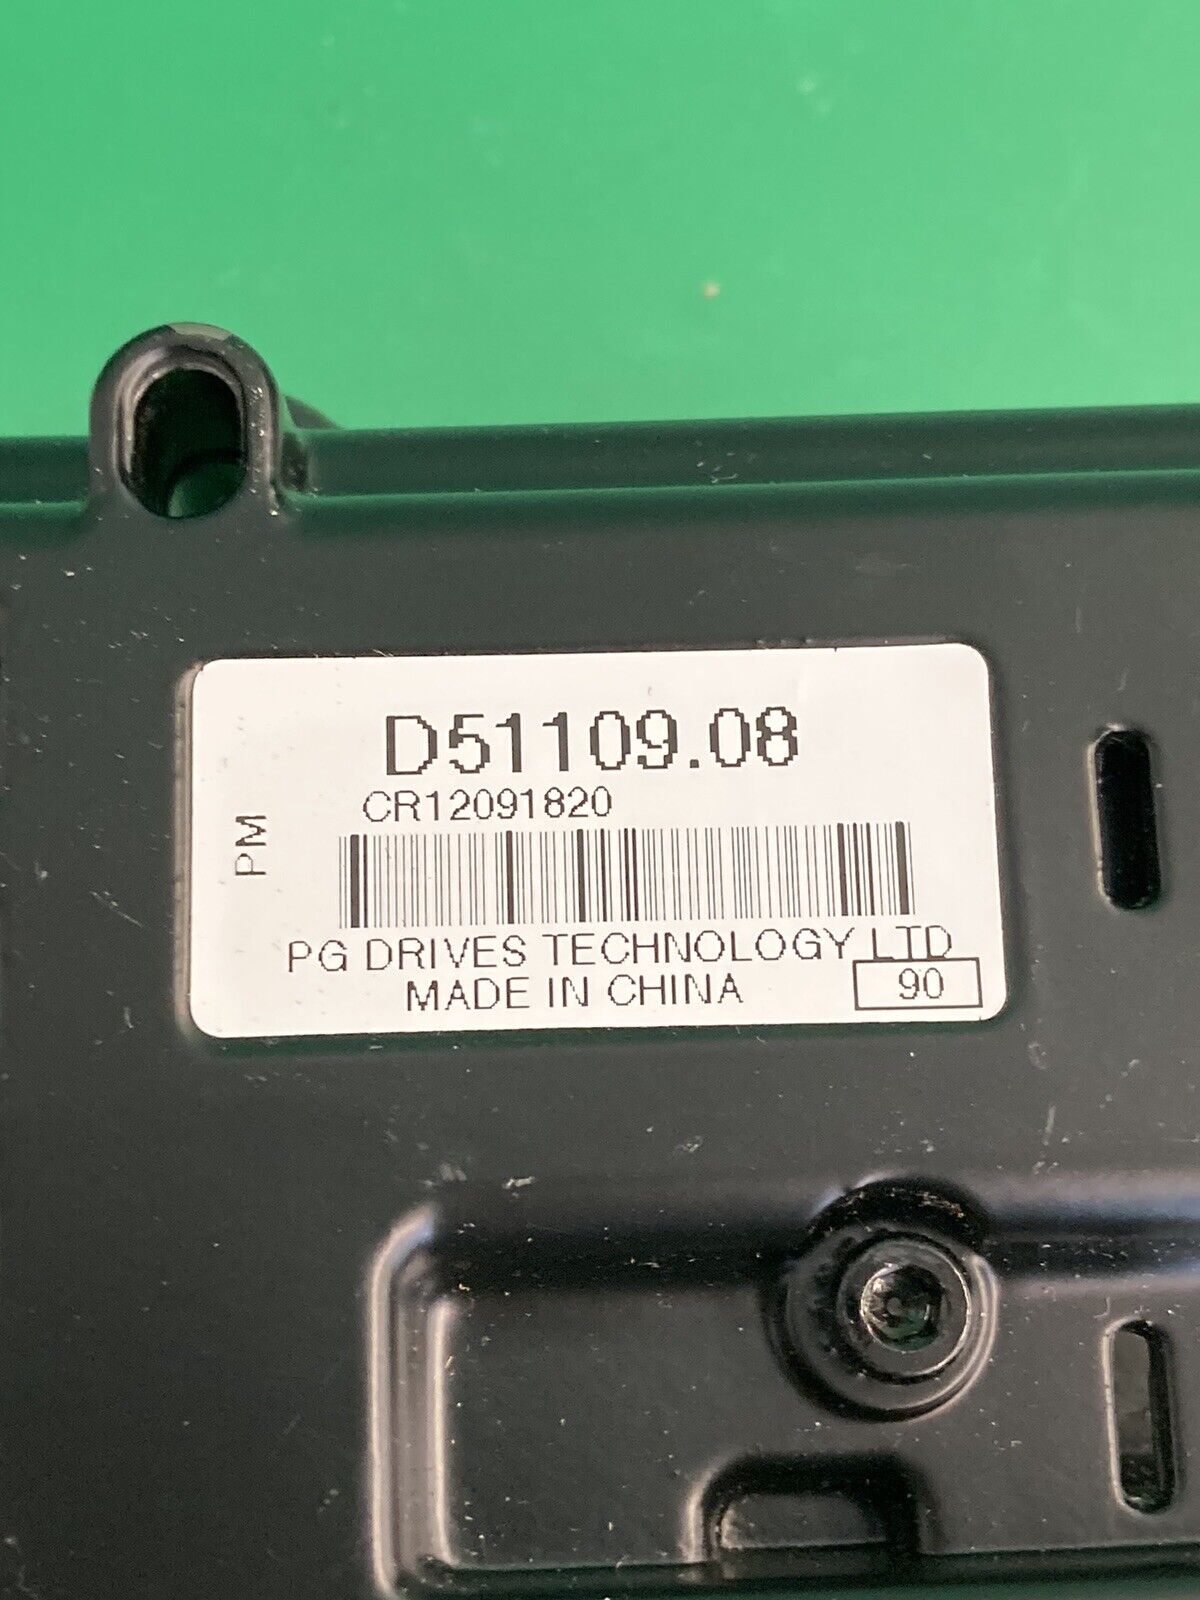 D51109.08
CR12091820
PM
PG DRIVES TECHNOLOGY LTD
MADE IN CHINA
90